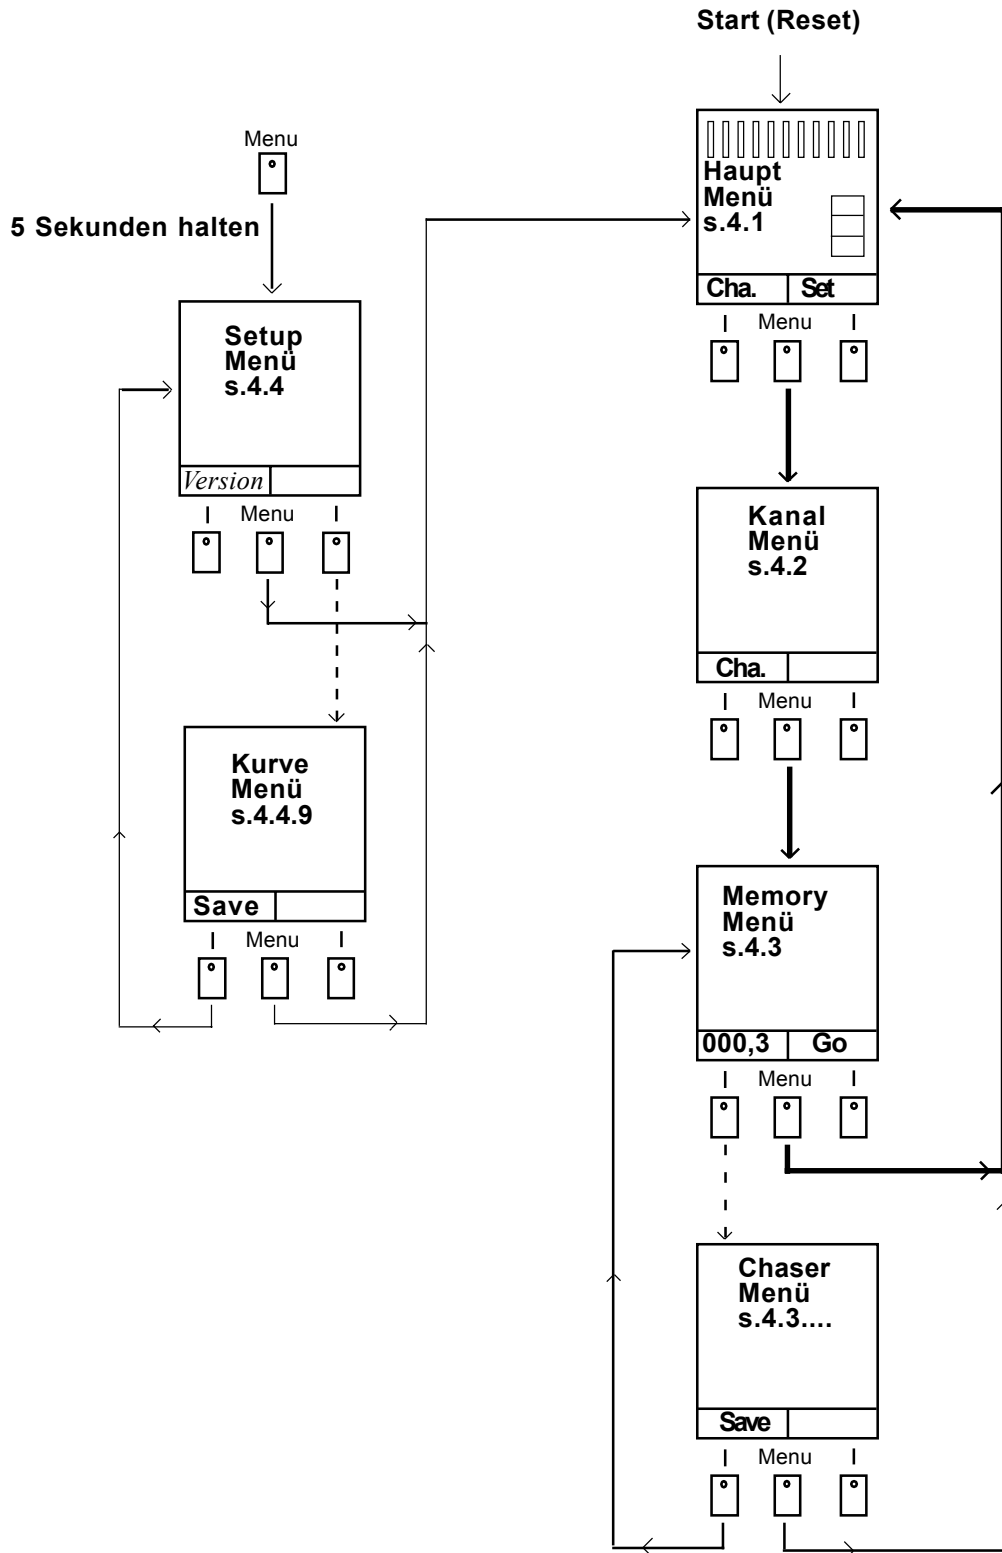 Start (Reset)
Menu
5 Sekunden halten
Haupt
Menü
s.4.1
Cha. Set
Menu
Setup
Menü
s.4.4
Version
Menu
Kanal
Menü
s.4.2
Cha.
Menu
Kurve
Menü
s.4.4.9
Save
Menu
Memory
Menü
s.4.3
000,3 Go
Menu
Chaser
Menü
s.4.3....
Save
Menu